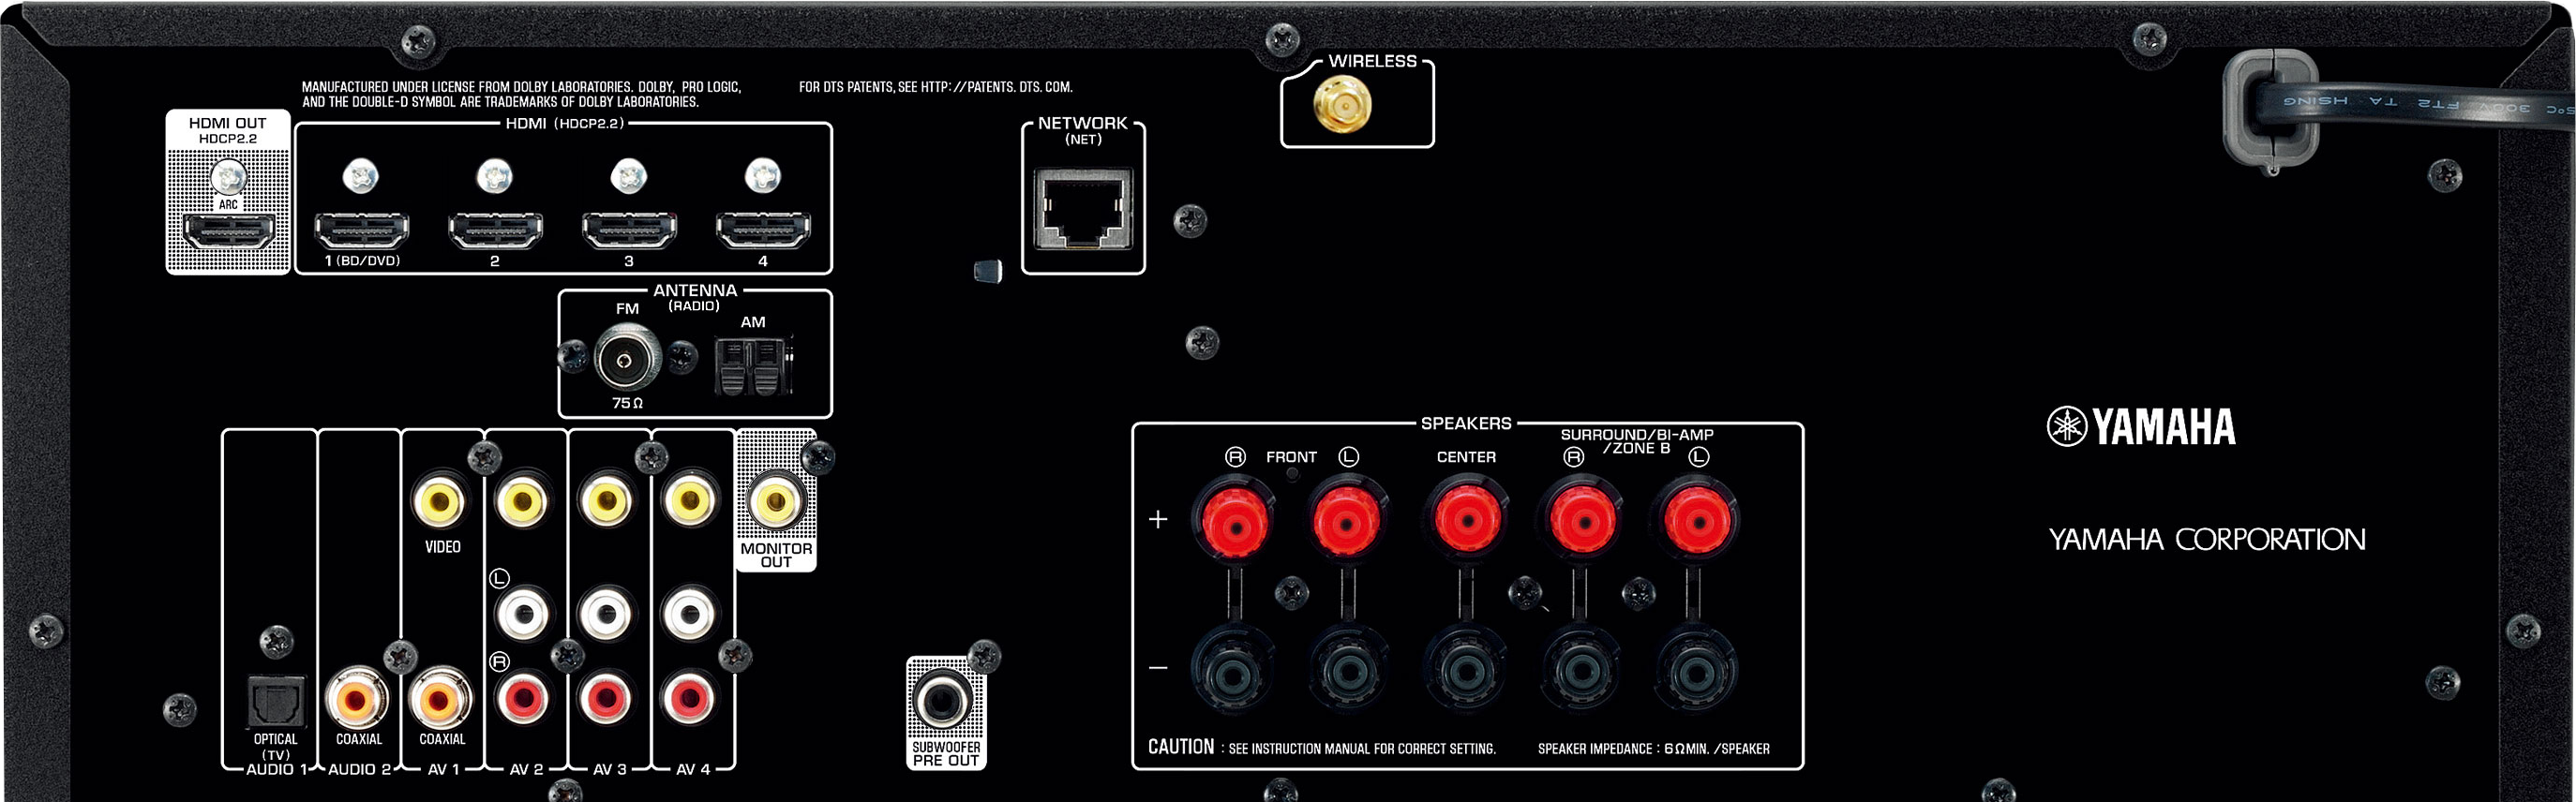 MANUFACTURED UNDER LICENSE FROM DOLBY LABORATORIES. DOLBY, PRO LOGIC,
AND THE DOUBLE-D SYMBOL ARE TRADEMARKS OF DOLBY LABORATORIES.
FOR DTS PATENTS, SEE HTTP://PATENTS. DTS. COM.
WIRELESS
HDMI OUT
HDCP2.2
ARC
HDMI (HDCP2.2)
1 (BD/DVD)
2
3
4
NETWORK
(NET)
ANTENNA
(RADIO)
FM
75Ω
AM
VIDEO
L
R
MONITOR
OUT
OPTICAL
(TV)
AUDIO 1
COAXIAL
AUDIO 2
COAXIAL
AV 1
AV 2
AV 3
AV 4
SUBWOOFER
PRE OUT
SPEAKERS
R FRONT L
CENTER
SURROUND/BI-AMP
/ZONE B
R
L
+
−
CAUTION : SEE INSTRUCTION MANUAL FOR CORRECT SETTING.
SPEAKER IMPEDANCE : 6ΩMIN. /SPEAKER
YAMAHA
YAMAHA CORPORATION
300V FT2 TA HSING